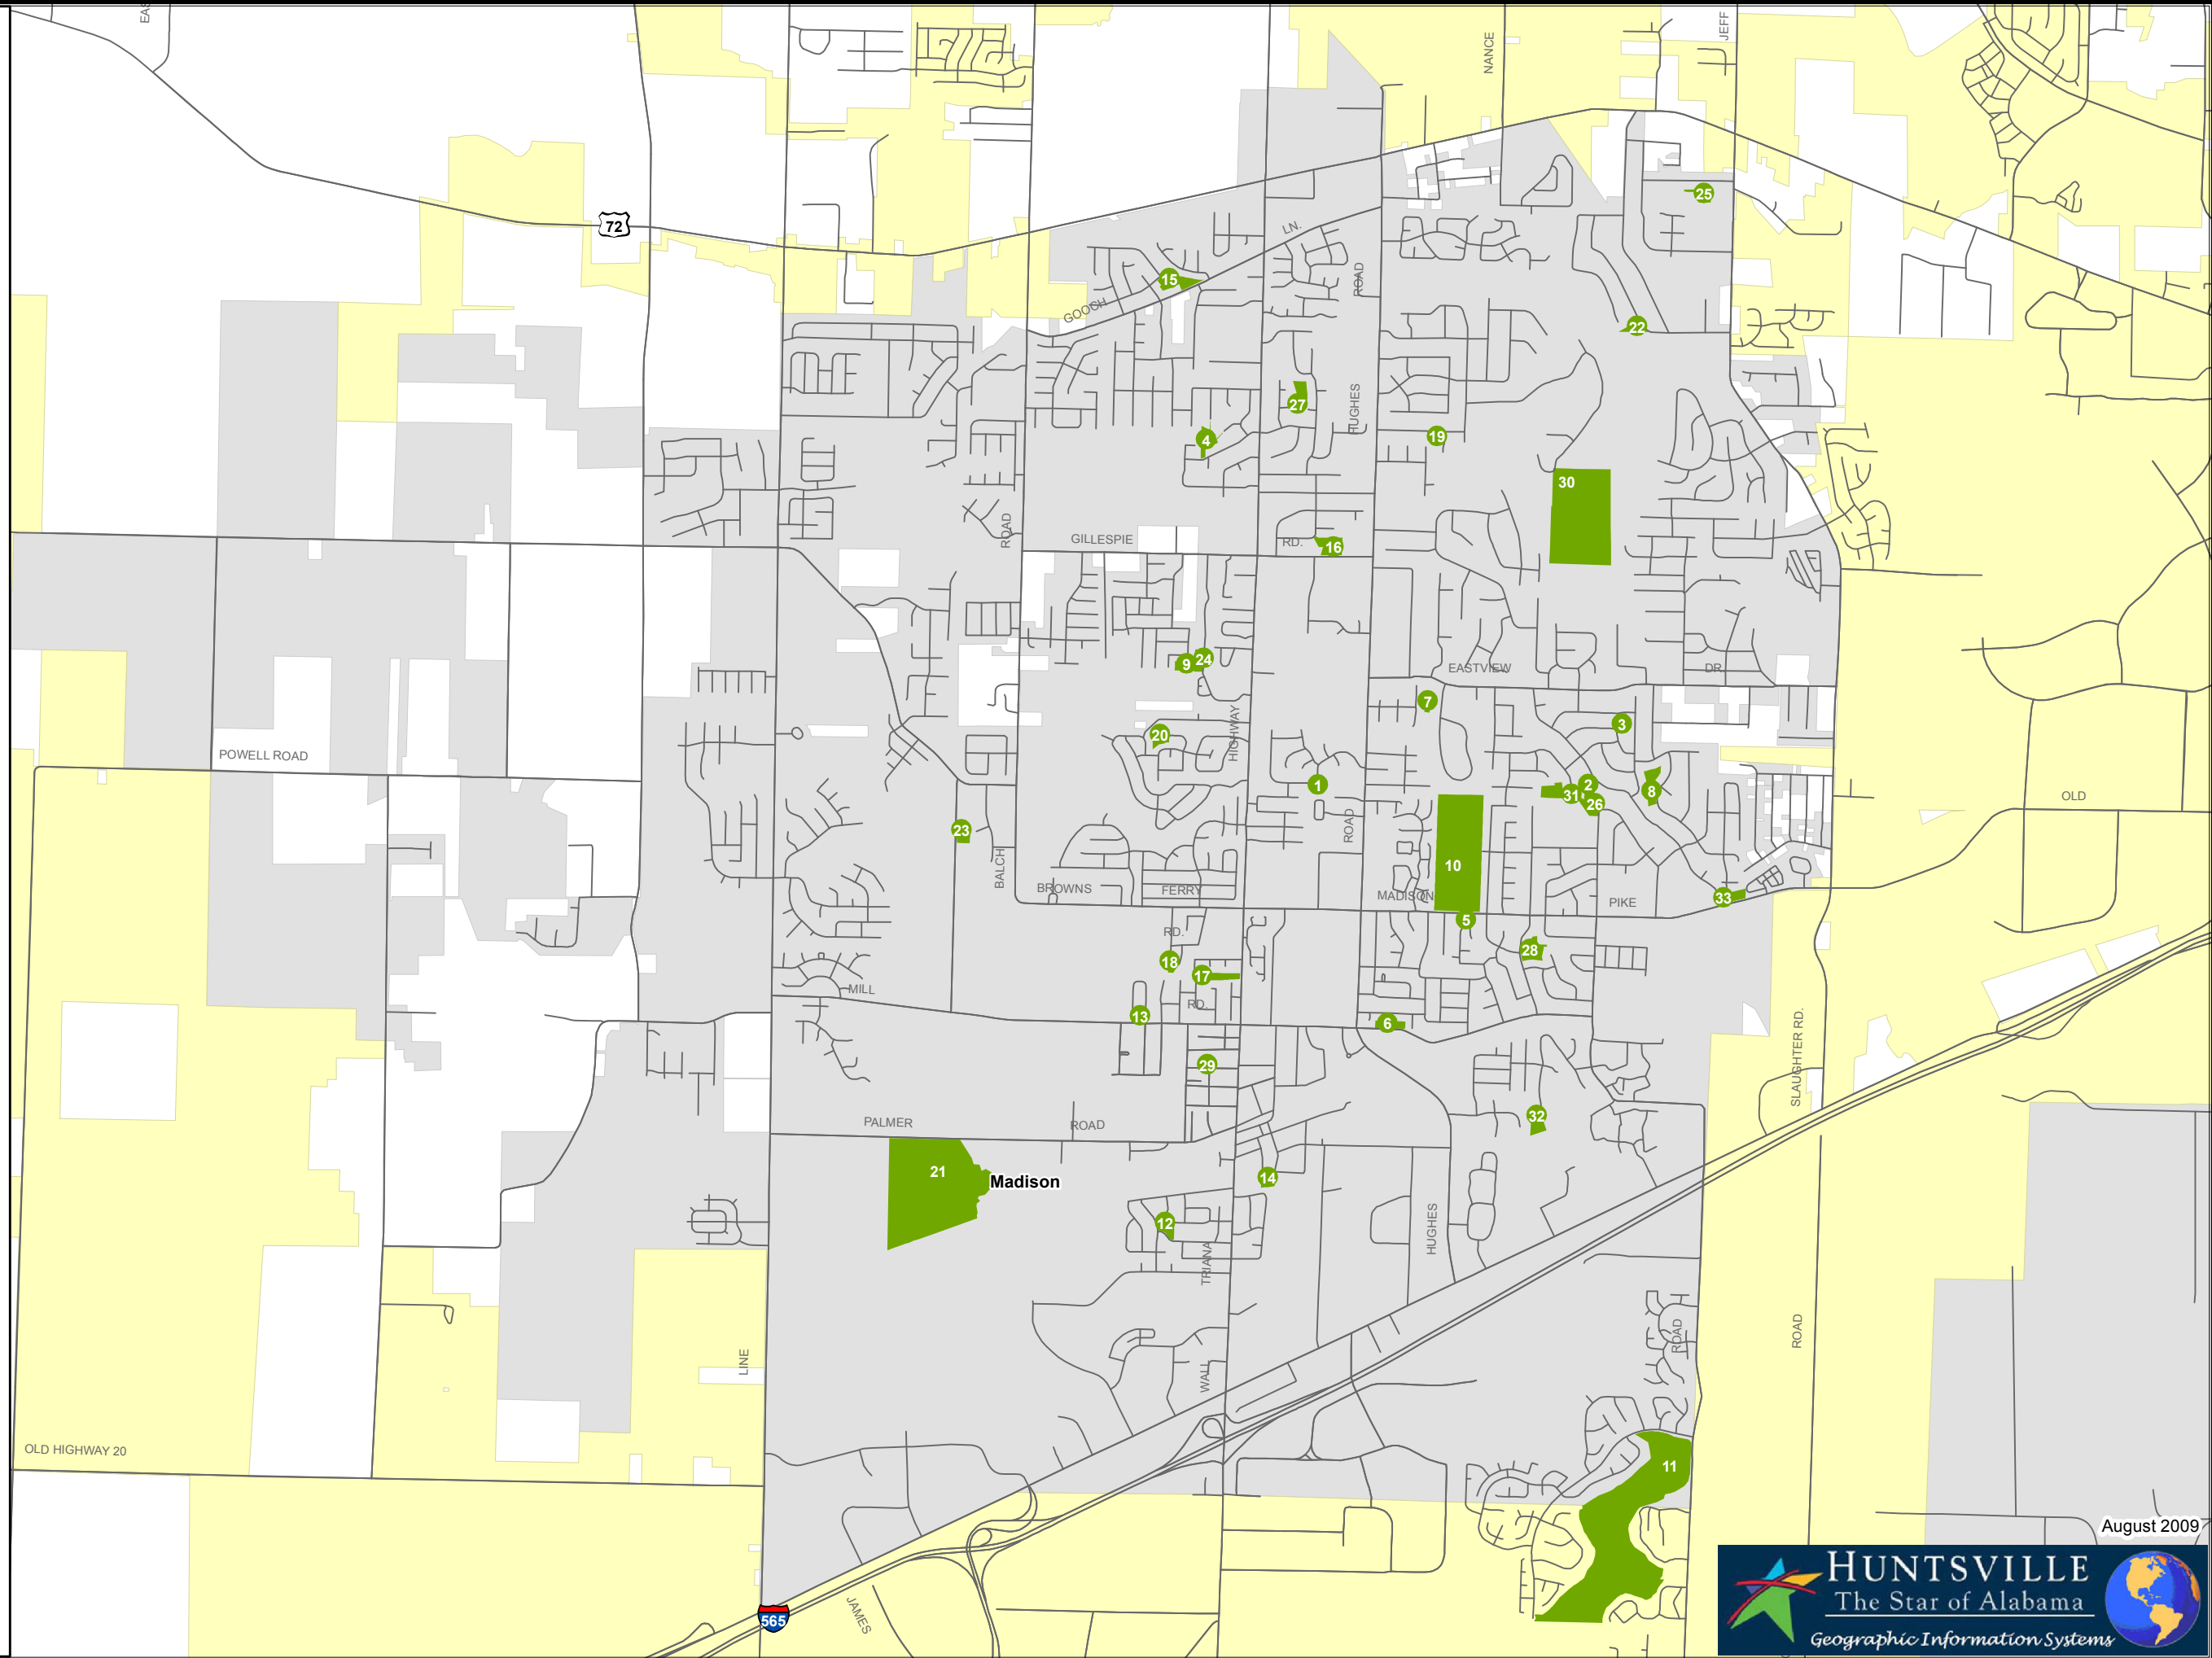 EAS
NANCE
JEFF
72
25
LN.
15
ROAD
GOOCH
22
27
HUGHES
4
19
30
ROAD
GILLESPIE
RD.
16
9
24
EASTVIEW
DR.
7
3
HIGHWAY
20
POWELL ROAD
1
2
8
31
26
OLD
23
ROAD
BALCH
10
BROWNS
FERRY
MADISON
PIKE
33
5
RD.
28
18
17
MILL
RD.
13
6
SLAUGHTER RD.
29
32
PALMER
ROAD
21
Madison
14
12
HUGHES
TRIANA
LINE
WALL
ROAD
ROAD
OLD HIGHWAY 20
11
August 2009
JAMES
565
HUNTSVILLE
The Star of Alabama
Geographic Information Systems